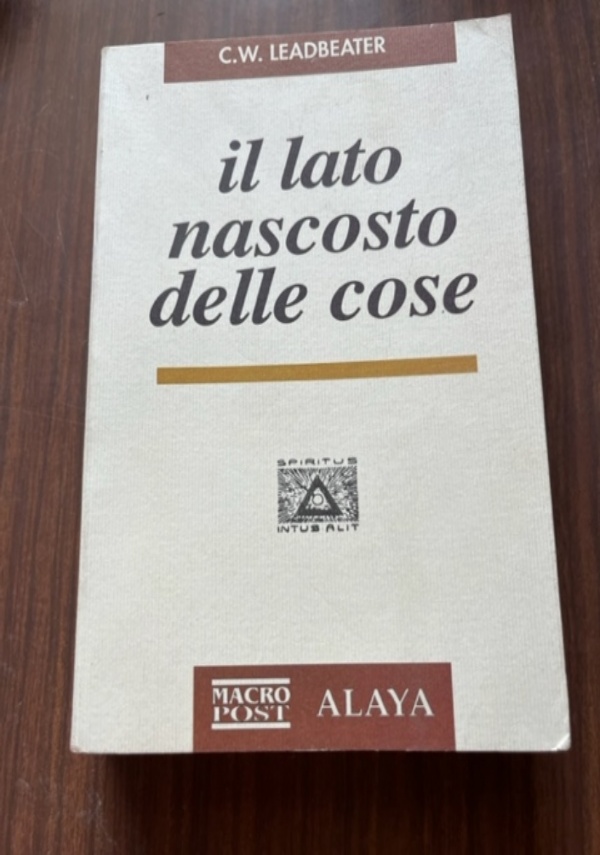 C.W. LEADBEATER
il lato
nascosto
delle cose
SPIRITUS
INTUS ALIT
MACRO
POST
ALAYA